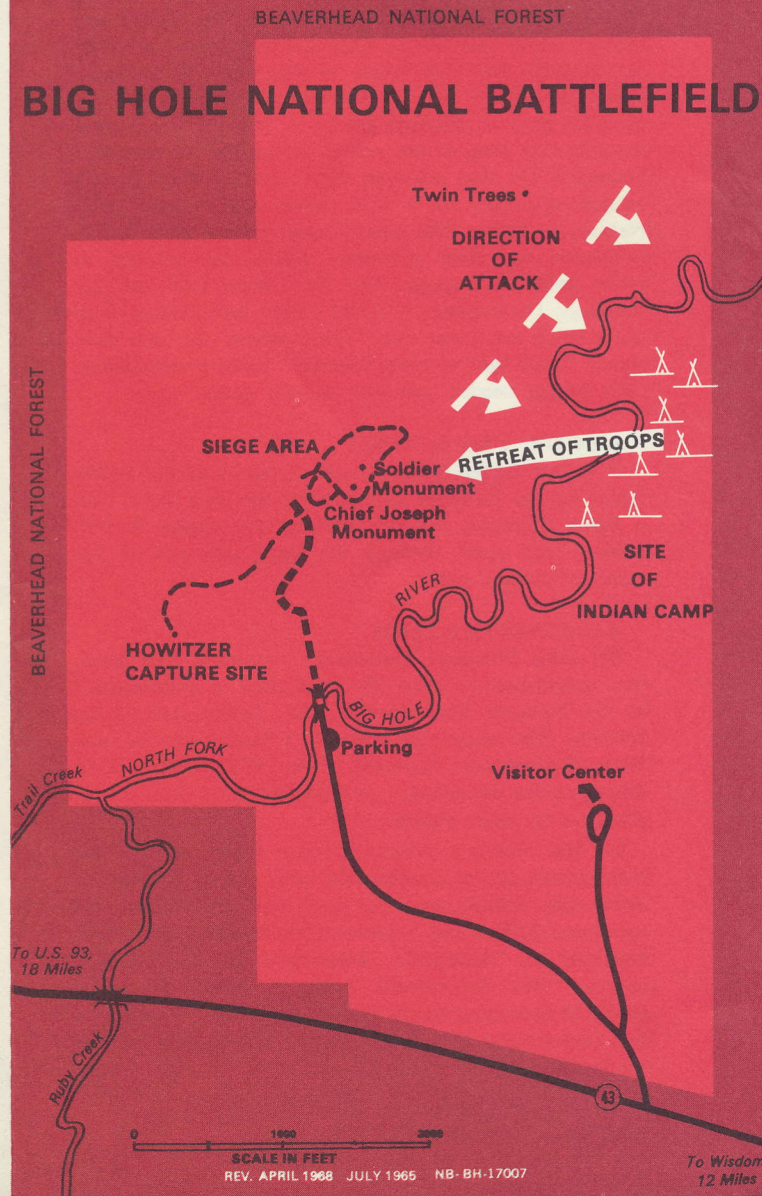 BEAVERHEAD NATIONAL FOREST
BIG HOLE NATIONAL BATTLEFIELD
Twin Trees
DIRECTION
OF
ATTACK
BEAVERHEAD NATIONAL FOREST
SIEGE AREA
RETREAT OF TROOPS
Soldier
Monument
Chief Joseph
Monument
SITE
OF
INDIAN CAMP
RIVER
HOWITZER
CAPTURE SITE
BIG HOLE
NORTH FORK
Parking
Trail Creek
Visitor Center
To U.S. 93,
18 Miles
Ruby Creek
43
0 1000 2000
SCALE IN FEET
REV. APRIL 1968 JULY 1965 NB-BH-17007
To Wisdom
12 Miles